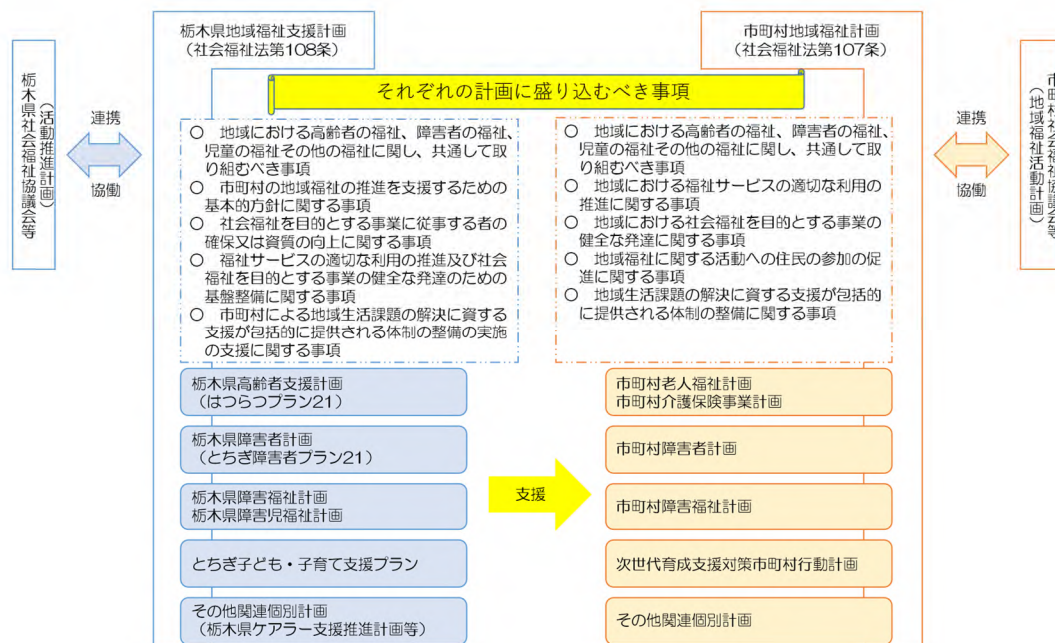 栃木県地域福祉支援計画
(社会福祉法第108条)
市町村地域福祉計画
(社会福祉法第107条)
それぞれの計画に盛り込むべき事項
栃木県社会福祉協議会等
(活動推進計画)
連携
協働
○ 地域における高齢者の福祉、障害者の福祉、
児童の福祉その他の福祉に関し、共通して取
り組むべき事項
○ 市町村の地域福祉の推進を支援するための
基本的方針に関する事項
○ 社会福祉を目的とする事業に従事する者の
確保又は資質の向上に関する事項
○ 福祉サービスの適切な利用の推進及び社会
福祉を目的とする事業の健全な発達のための
基盤整備に関する事項
○ 市町村による地域生活課題の解決に資する
支援が包括的に提供される体制の整備の実施
の支援に関する事項
○ 地域における高齢者の福祉、障害者の福祉、
児童の福祉その他の福祉に関し、共通して取
り組むべき事項
○ 地域における福祉サービスの適切な利用の
推進に関する事項
○ 地域における社会福祉を目的とする事業の
健全な発達に関する事項
○ 地域福祉に関する活動への住民の参加の促
進に関する事項
○ 地域生活課題の解決に資する支援が包括的
に提供される体制の整備に関する事項
連携
協働
市町村社会福祉協議会等
(地域福祉活動計画)
栃木県高齢者支援計画
(はつらつプラン21)
栃木県障害者計画
(とちぎ障害者プラン21)
栃木県障害福祉計画
栃木県障害児福祉計画
とちぎ子ども・子育て支援プラン
その他関連個別計画
(栃木県ケアラー支援推進計画等)
支援
市町村老人福祉計画
市町村介護保険事業計画
市町村障害者計画
市町村障害福祉計画
次世代育成支援対策市町村行動計画
その他関連個別計画